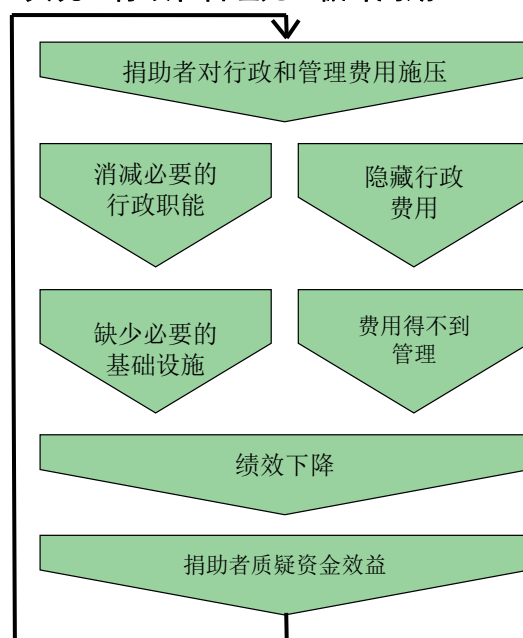 捐助者对行政和管理费用施压
消减必要的
行政职能
隐藏行政
费用
缺少必要的
基础设施
费用得不到
管理
绩效下降
捐助者质疑资金效益